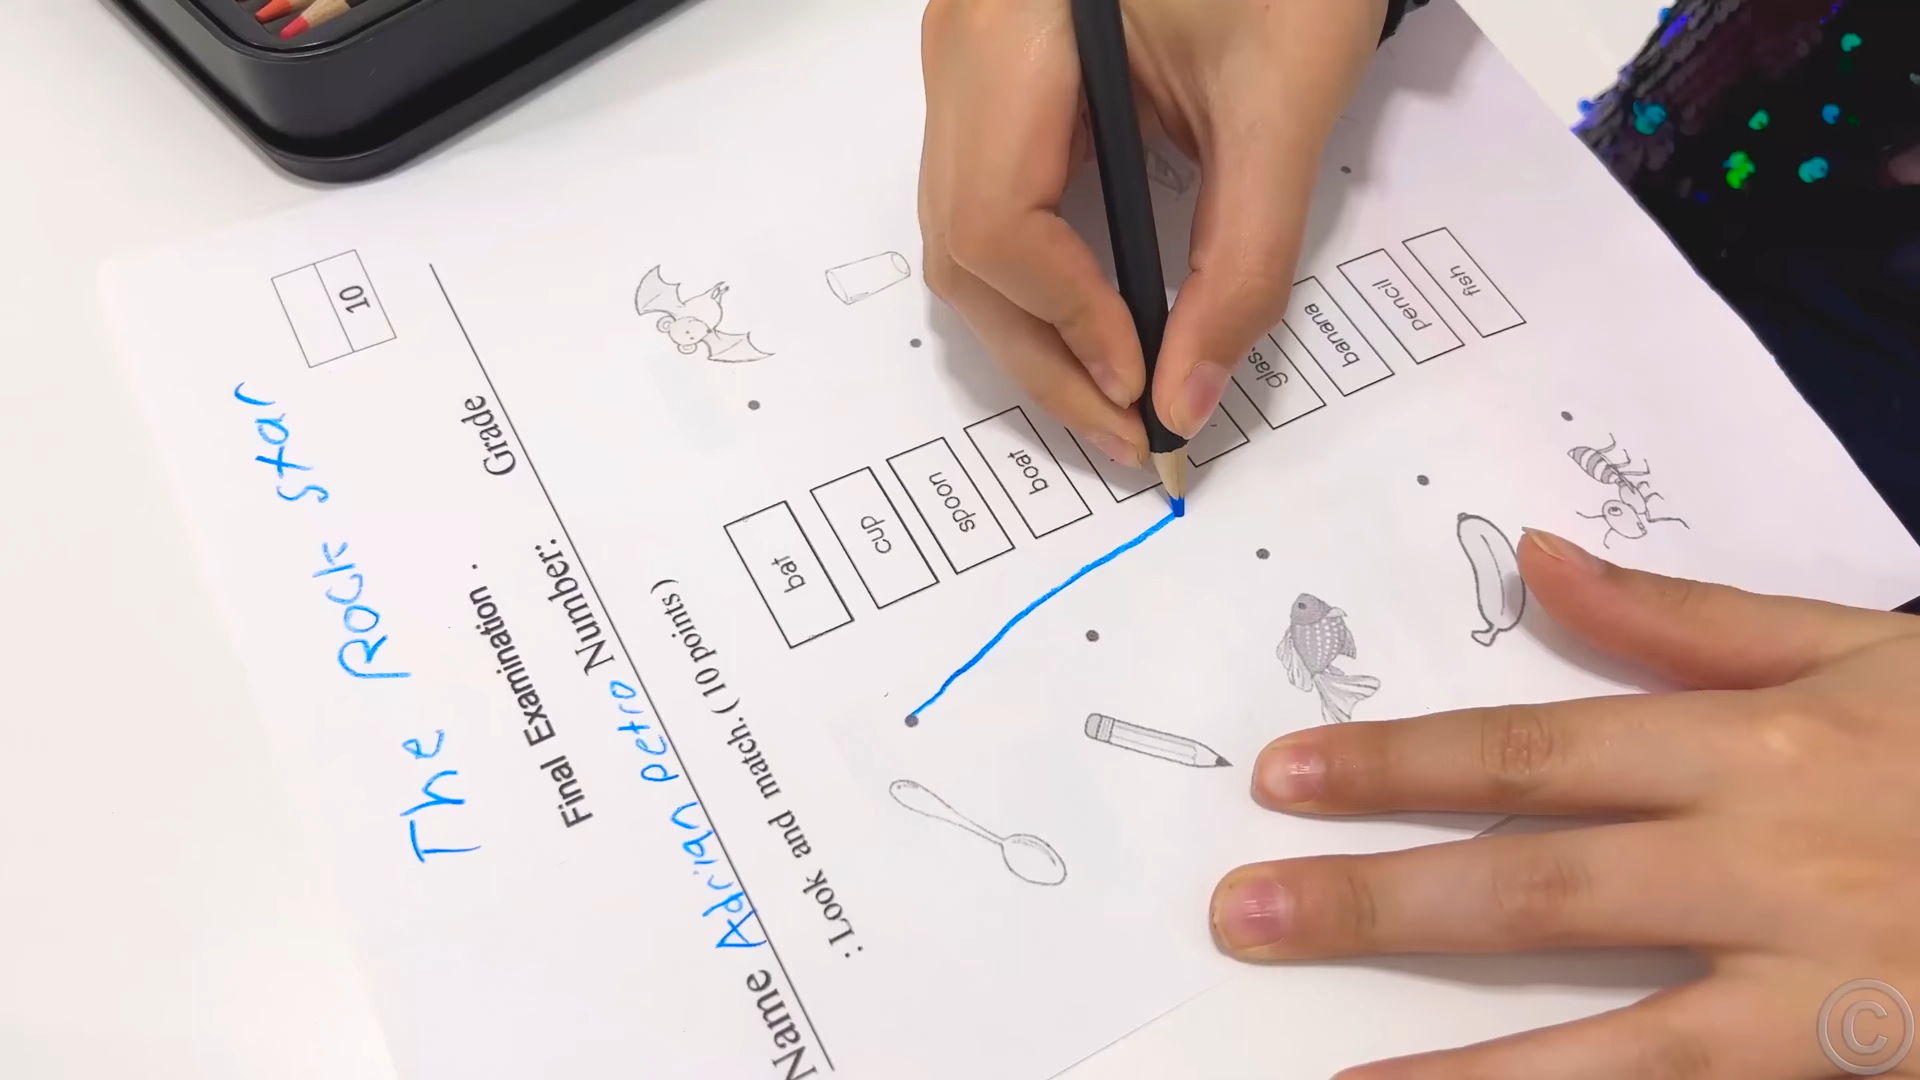 The Rock Star
10
Final Examination .
Name Adrian Petro Number: Grade
: Look and match. (10 points)
bat
cup
spoon
boat
banana
pencil
fish